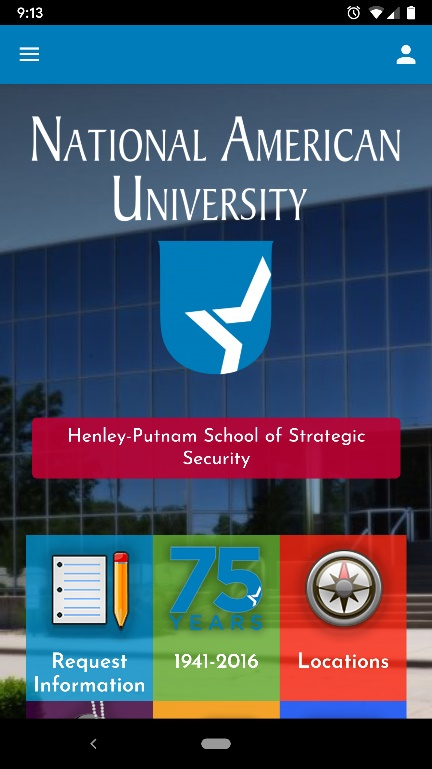 9:13
NATIONAL AMERICAN
UNIVERSITY
Henley-Putnam School of Strategic
Security
75
YEARS
Request
Information
1941-2016
Locations